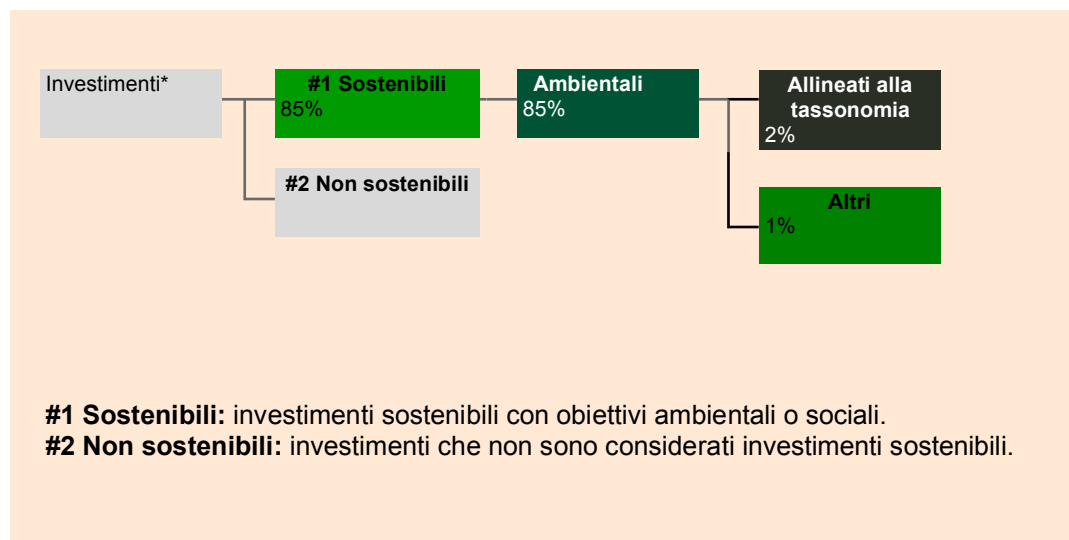 Investimenti*
#1 Sostenibili
85%
Ambientali
85%
Allineati alla
tassonomia
2%
#2 Non sostenibili
Altri
1%
#1 Sostenibili: investimenti sostenibili con obiettivi ambientali o sociali.
#2 Non sostenibili: investimenti che non sono considerati investimenti sostenibili.